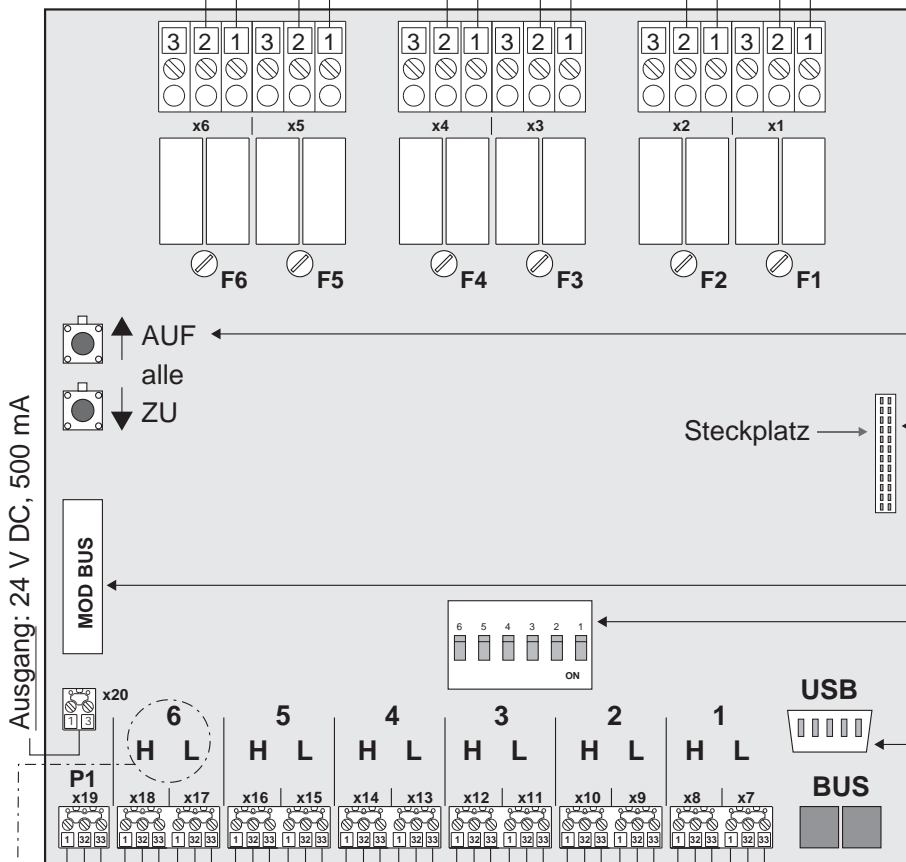 3 2 1 3 2 1 3 2 1 3 2 1 3 2 1 3 2 1
x6 x5 x4 x3 x2 x1
F6 F5 F4 F3 F2 F1
AUF
alle
ZU
Steckplatz
Ausgang: 24 V DC, 500 mA
MOD BUS
6 5 4 3 2 1
ON
x20
1 3
USB
6 5 4 3 2 1
H L H L H L H L H L H L
P1
BUS
x19 x18 x17 x16 x15 x14 x13 x12 x11 x10 x9 x8 x7
1 32 33 1 32 33 1 32 33 1 32 33 1 32 33 1 32 33 1 32 33 1 32 33 1 32 33 1 32 33 1 32 33 1 32 33 1 32 33